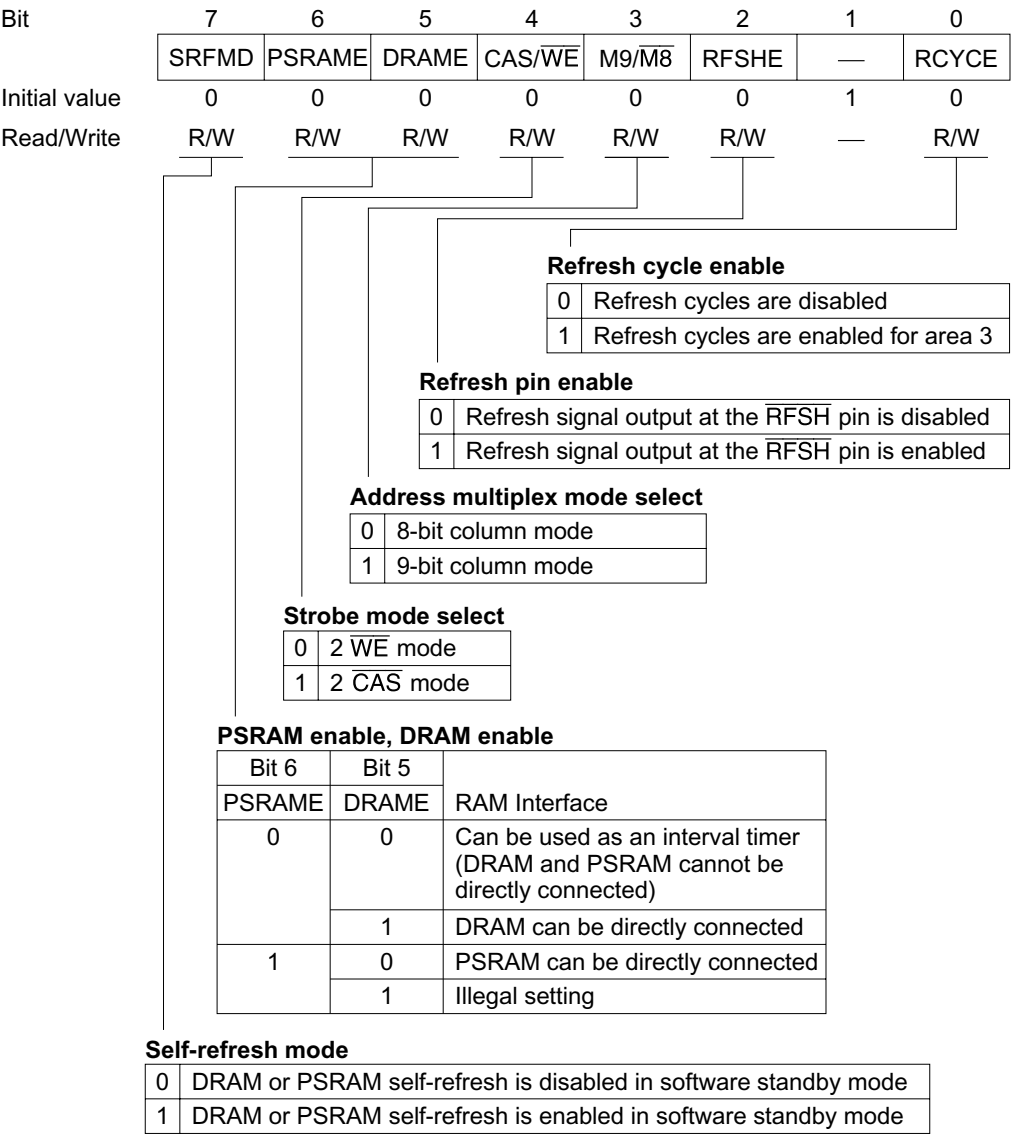 Bit 7 6 5 4 3 2 1 0
SRFMD PSRAME DRAME CAS/W̅E̅ M9/M̅8̅ RFSHE — RCYCE
Initial value 0 0 0 0 0 0 1 0
Read/Write R/W R/W R/W R/W R/W R/W — R/W
Refresh cycle enable
0 Refresh cycles are disabled
1 Refresh cycles are enabled for area 3
Refresh pin enable
0 Refresh signal output at the R̅F̅S̅H̅ pin is disabled
1 Refresh signal output at the R̅F̅S̅H̅ pin is enabled
Address multiplex mode select
0 8-bit column mode
1 9-bit column mode
Strobe mode select
0 2 W̅E̅ mode
1 2 C̅A̅S̅ mode
PSRAM enable, DRAM enable
Bit 6 Bit 5
PSRAME DRAME RAM Interface
0 0 Can be used as an interval timer
(DRAM and PSRAM cannot be
directly connected)
1 DRAM can be directly connected
1 0 PSRAM can be directly connected
1 Illegal setting
Self-refresh mode
0 DRAM or PSRAM self-refresh is disabled in software standby mode
1 DRAM or PSRAM self-refresh is enabled in software standby mode